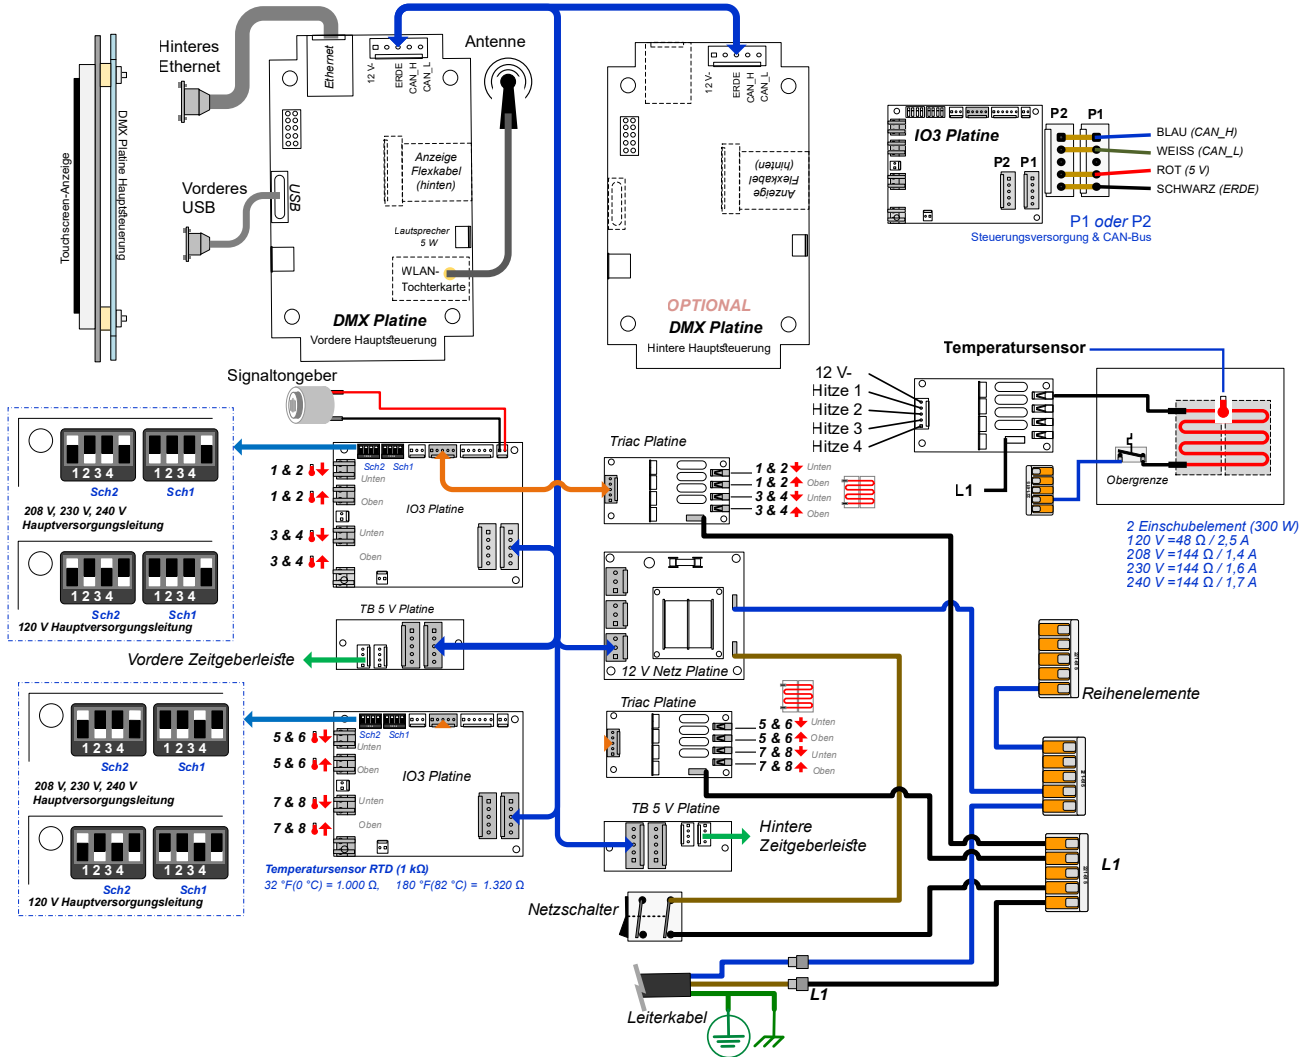 Hinteres
Ethernet
Ethernet
12 V-
ERDE
CAN_H
CAN_L
Antenne
12 V-
ERDE
CAN_H
CAN_L
Touchscreen-Anzeige
DMX Platine Hauptsteuerung
Vorderes
USB
USB
Anzeige
Flexkabel
(hinten)
Lautsprecher
5 W
WLAN-
Tochterkarte
DMX Platine
Vordere Hauptsteuerung
Anzeige
Flexkabel
(hinten)
OPTIONAL
DMX Platine
Hintere Hauptsteuerung
IO3 Platine
P2
P1
P2
P1
BLAU (CAN_H)
WEISS (CAN_L)
ROT (5 V)
SCHWARZ (ERDE)
P1 oder P2
Steuerungsversorgung & CAN-Bus
Signaltongeber
Temperatursensor
12 V-
Hitze 1
Hitze 2
Hitze 3
Hitze 4
L1
Obergrenze
2 Einschubelement (300 W)
120 V =48 Ω / 2,5 A
208 V =144 Ω / 1,4 A
230 V =144 Ω / 1,6 A
240 V =144 Ω / 1,7 A
1 2 3 4
1 2 3 4
Sch2
Sch1
208 V, 230 V, 240 V
Hauptversorgungsleitung
1 2 3 4
1 2 3 4
Sch2
Sch1
120 V Hauptversorgungsleitung
Sch2
Sch1
1 & 2
Unten
1 & 2
Oben
IO3 Platine
3 & 4
Unten
3 & 4
Oben
Triac Platine
1 & 2 Unten
1 & 2 Oben
3 & 4 Unten
3 & 4 Oben
TB 5 V Platine
Vordere Zeitgeberleiste
12 V Netz Platine
Reihenelemente
1 2 3 4
1 2 3 4
Sch2
Sch1
208 V, 230 V, 240 V
Hauptversorgungsleitung
1 2 3 4
1 2 3 4
Sch2
Sch1
120 V Hauptversorgungsleitung
Sch2
Sch1
5 & 6
Unten
5 & 6
Oben
IO3 Platine
7 & 8
Unten
7 & 8
Oben
Temperatursensor RTD (1 kΩ)
32 °F(0 °C) = 1.000 Ω, 180 °F(82 °C) = 1.320 Ω
Triac Platine
5 & 6 Unten
5 & 6 Oben
7 & 8 Unten
7 & 8 Oben
TB 5 V Platine
Hintere
Zeitgeberleiste
L1
Netzschalter
L1
Leiterkabel